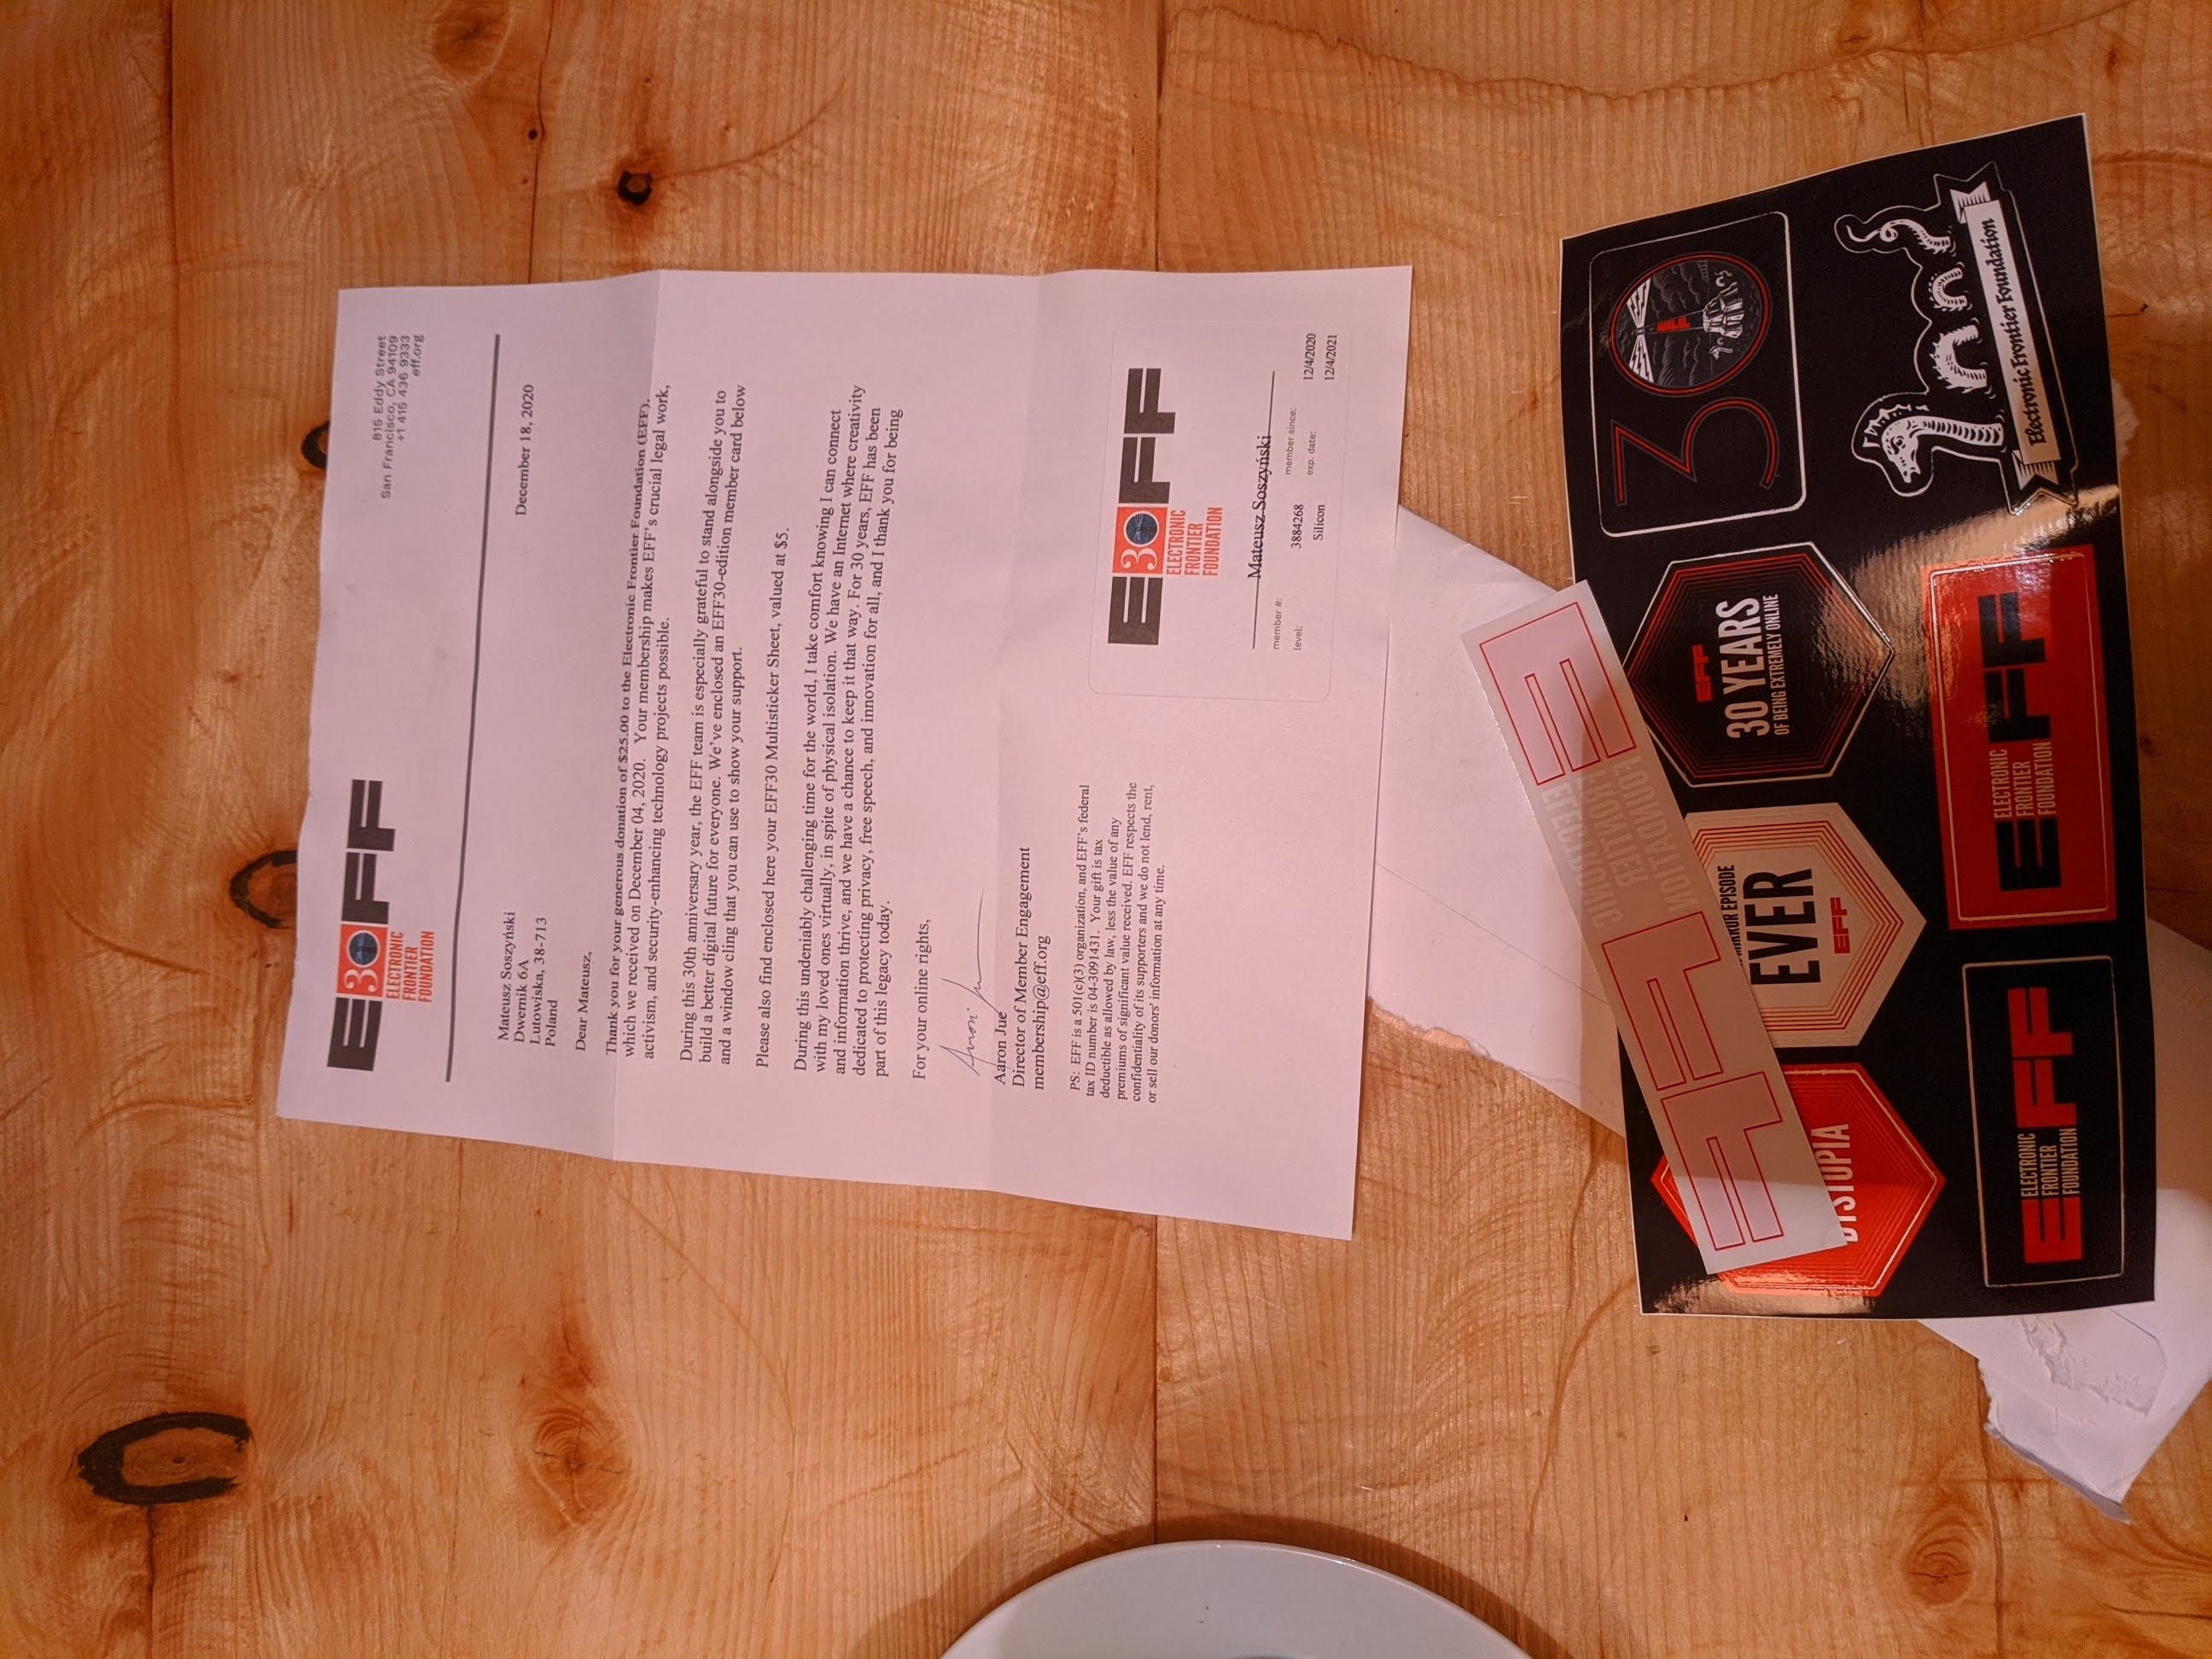 E30FF
ELECTRONIC
FRONTIER
FOUNDATION
815 Eddy Street
San Francisco, CA 94109
+1 415 436 9333
eff.org
Mateusz Soszyński
Dwernik 6A
Lutowiska, 38-713
Poland
December 18, 2020
Dear Mateusz,
Thank you for your generous donation of $25.00 to the Electronic Frontier Foundation (EFF),
which we received on December 04, 2020. Your membership makes EFF's crucial legal work,
activism, and security-enhancing technology projects possible.
During this 30th anniversary year, the EFF team is especially grateful to stand alongside you to
build a better digital future for everyone. We've enclosed an EFF30-edition member card below
and a window cling that you can use to show your support.
Please also find enclosed here your EFF30 Multisticker Sheet, valued at $5.
During this undeniably challenging time for the world, I take comfort knowing I can connect
with my loved ones virtually, in spite of physical isolation. We have an Internet where creativity
and information thrive, and we have a chance to keep it that way. For 30 years, EFF has been
dedicated to protecting privacy, free speech, and innovation for all, and I thank you for being
part of this legacy today.
For your online rights,
Aaron Jue
Director of Member Engagement
membership@eff.org
PS: EFF is a 501(c)(3) organization, and EFF's federal
tax ID number is 04-3091431. Your gift is tax
deductible as allowed by law, less the value of any
premiums of significant value received. EFF respects the
confidentiality of its supporters and we do not lend, rent,
or sell our donors' information at any time.
E30FF
ELECTRONIC
FRONTIER
FOUNDATION
Mateusz Soszyński
member #:
3884268
member since:
12/4/2020
level:
Silicon
exp. date:
12/4/2021
EFF
ELECTRONIC
FRONTIER
FOUNDATION
DYSTOPIA
MIRROR EPISODE
EVER
EFF
EFF
30 YEARS
OF BEING EXTREMELY ONLINE
30
EFF
ELECTRONIC
FRONTIER
FOUNDATION
EFF
ELECTRONIC
FRONTIER
FOUNDATION
Electronic Frontier Foundation